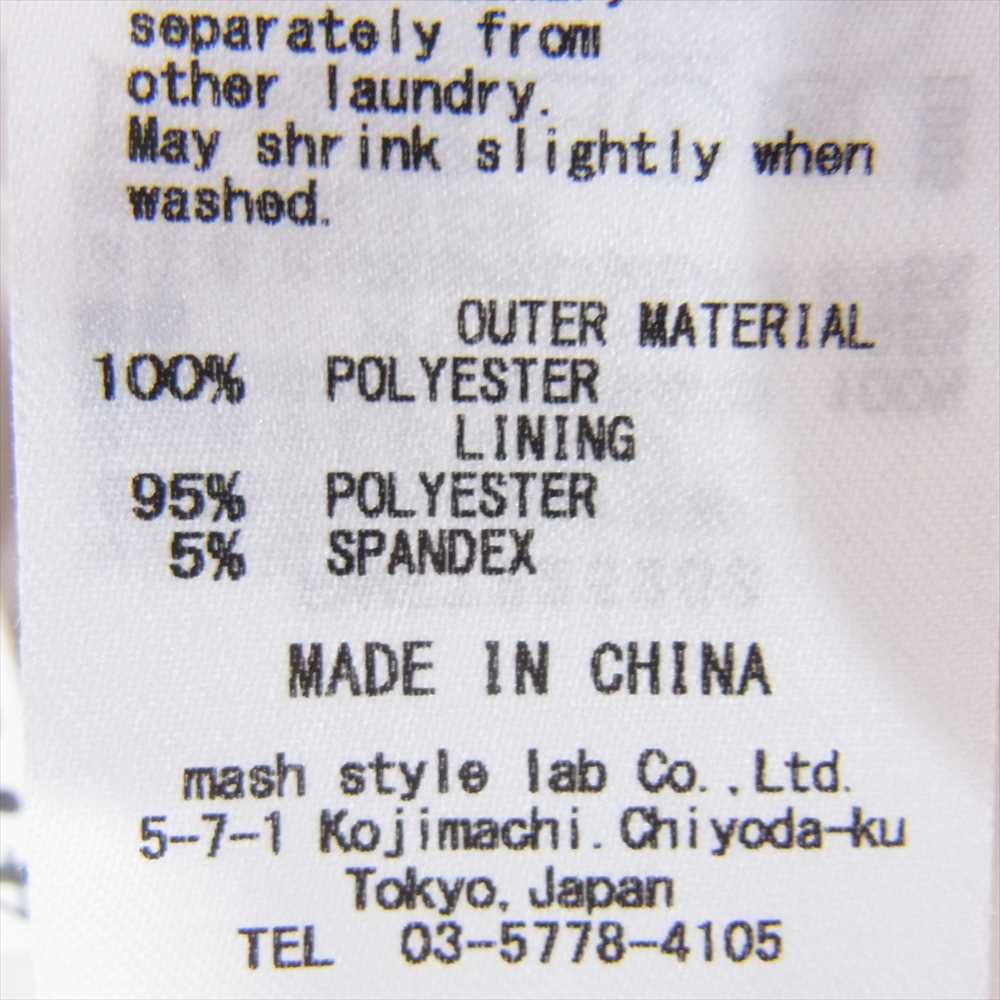 separately from
other laundry.
May shrink slightly when
washed.
OUTER MATERIAL
100% POLYESTER
LINING
95% POLYESTER
5% SPANDEX
MADE IN CHINA
mash style lab Co.,Ltd.
5-7-1 Kojimachi.Chiyoda-ku
Tokyo,Japan
TEL 03-5778-4105